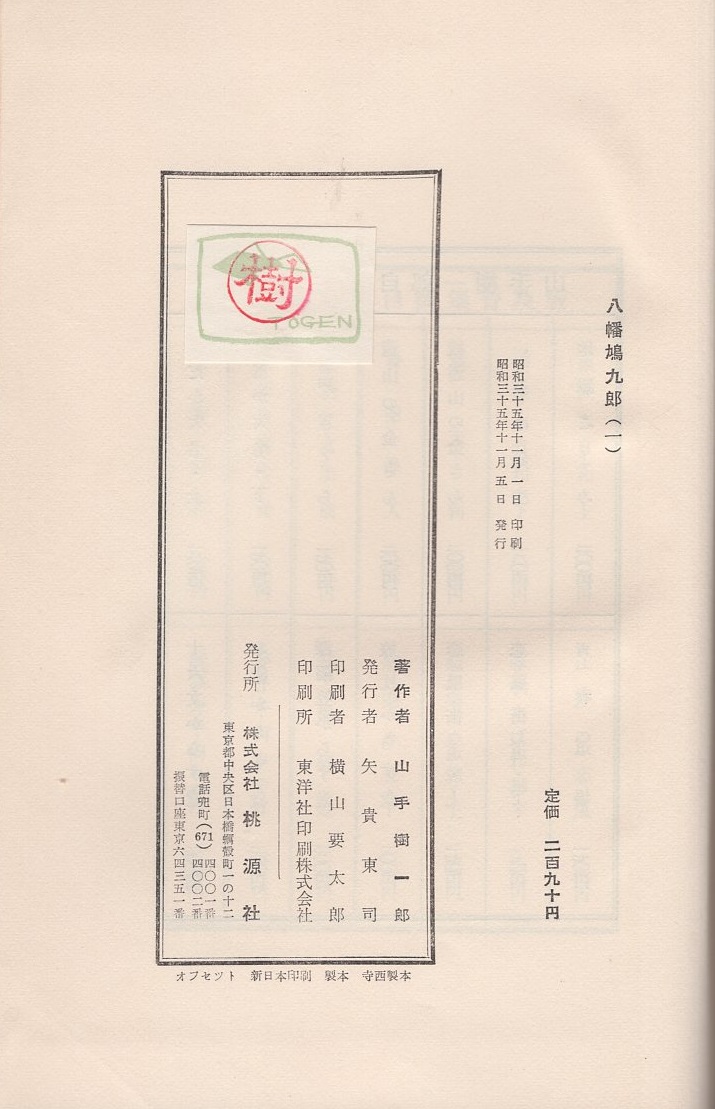 八幡鳩九郎(一)
昭和三十五年十一月一日 印刷
昭和三十五年十一月五日 発行
定価 二百九十円
著作者 山手樹一郎
発行者 矢貴東司
印刷者 横山要太郎
印刷所 東洋社印刷株式会社
発行所 株式会社 桃源社
東京都中央区日本橋蠣殻町一の十二
電話兜町(671)四〇〇一番
四〇〇二番
振替口座東京六四三五一番
樹
TOGEN
オフセット 新日本印刷 製本 寺西製本